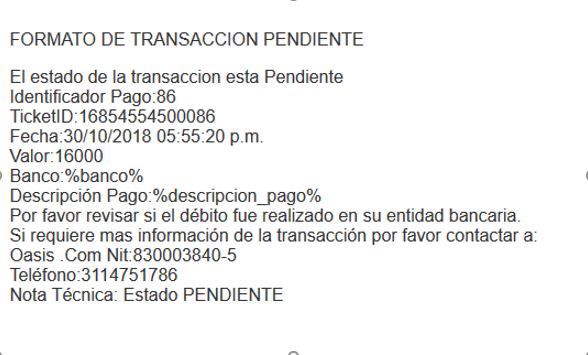 FORMATO DE TRANSACCION PENDIENTE
El estado de la transaccion esta Pendiente
Identificador Pago:86
TicketID:16854554500086
Fecha:30/10/2018 05:55:20 p.m.
Valor:16000
Banco:%banco%
Descripción Pago:%descripcion_pago%
Por favor revisar si el débito fue realizado en su entidad bancaria.
Si requiere mas información de la transacción por favor contactar a:
Oasis .Com Nit:830003840-5
Teléfono:3114751786
Nota Técnica: Estado PENDIENTE